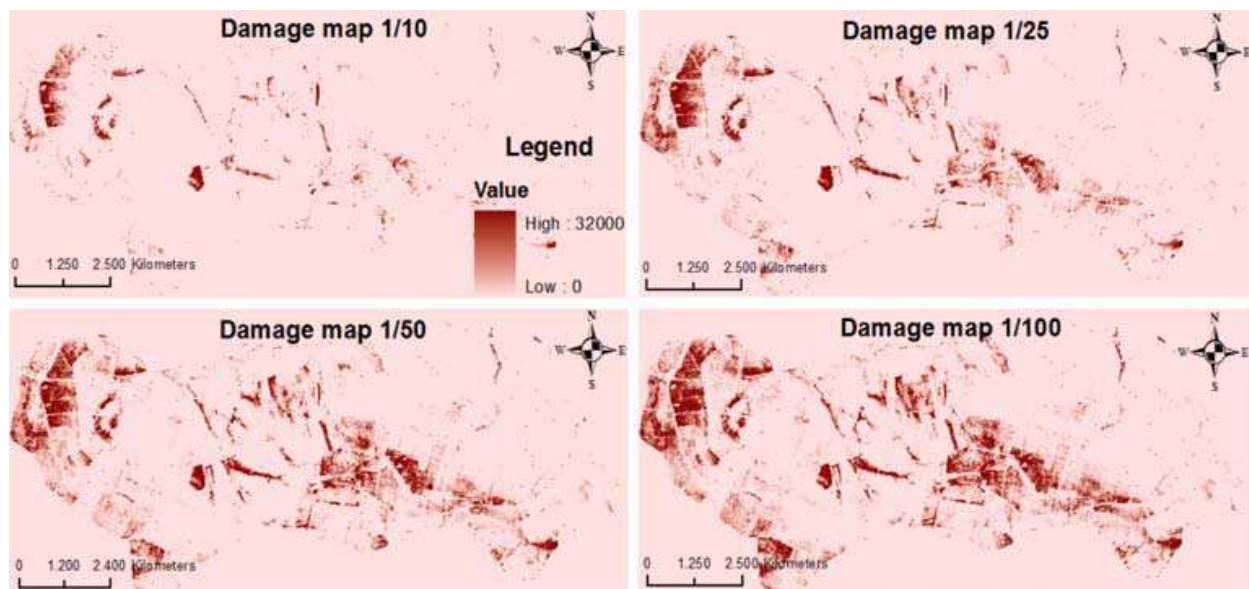 Damage map 1/10
N
W E
S
Legend
Value
High : 32000
Low : 0
0 1.250 2.500 Kilometers
Damage map 1/25
N
W E
S
0 1.250 2.500 Kilometers
Damage map 1/50
N
W E
S
0 1.200 2.400 Kilometers
Damage map 1/100
N
W E
S
0 1.250 2.500 Kilometers